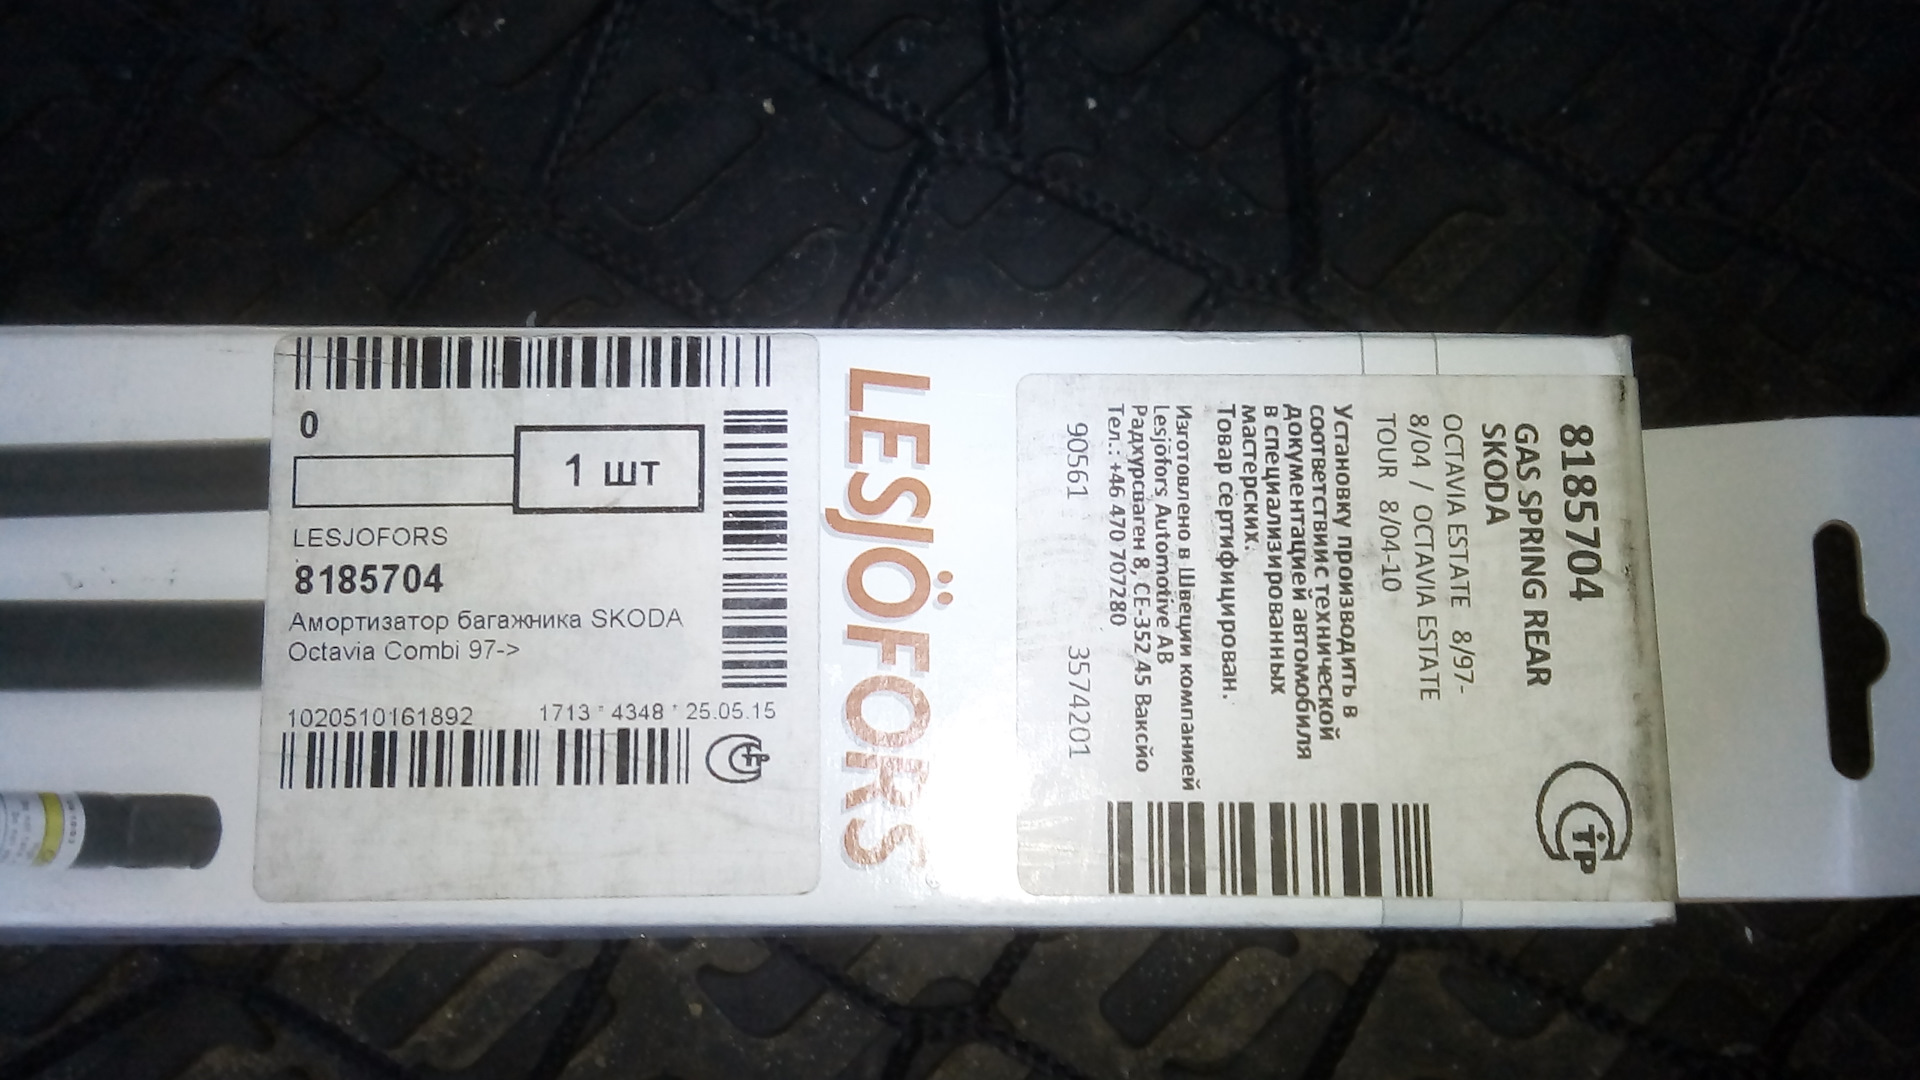 0
1 шт
LESJOFORS
8185704
Амортизатор багажника SKODA
Octavia Combi 97->
1020510161892 1713 * 4348 * 25.05.15
LESJÖFORS
8185704
GAS SPRING REAR
SKODA
OCTAVIA ESTATE 8/97-
8/04 / OCTAVIA ESTATE
TOUR 8/04-10
Установку производить в
соответствии с технической
документацией автомобиля
в специализированных
мастерских.
Товар сертифицирован.
Изготовлено в Швеции компанией
Lesjöfors Automotive AB
Радхурсваген 8, CE-352 45 Ваксйо
Тел.: +46 470 707280
90561 3574201